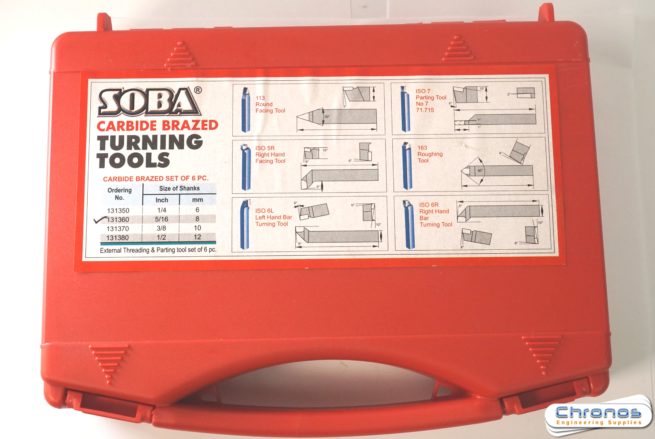 SOBA®
CARBIDE BRAZED
TURNING
TOOLS
CARBIDE BRAZED SET OF 6 PC.
Ordering No. Size of Shanks
Inch mm
131350 1/4 6
131360 5/16 8
131370 3/8 10
131380 1/2 12
External Threading & Parting tool set of 6 pc.
113
Round
Facing Tool
ISO 7
Parting Tool
No 7
71.71S
ISO 5R
Right Hand
Facing Tool
163
Roughing
Tool
ISO 6L
Left Hand Bar
Turning Tool
ISO 6R
Right Hand
Bar
Turning Tool
Chronos
Engineering Supplies